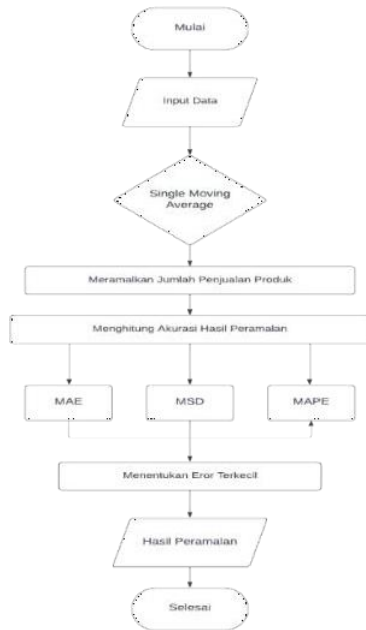 Mulai
Input Data
Single Moving
Average
Meramalkan Jumlah Penjualan Produk
Menghitung Akurasi Hasil Peramalan
MAE
MSD
MAPE
Menentukan Eror Terkecil
Hasil Peramalan
Selesai